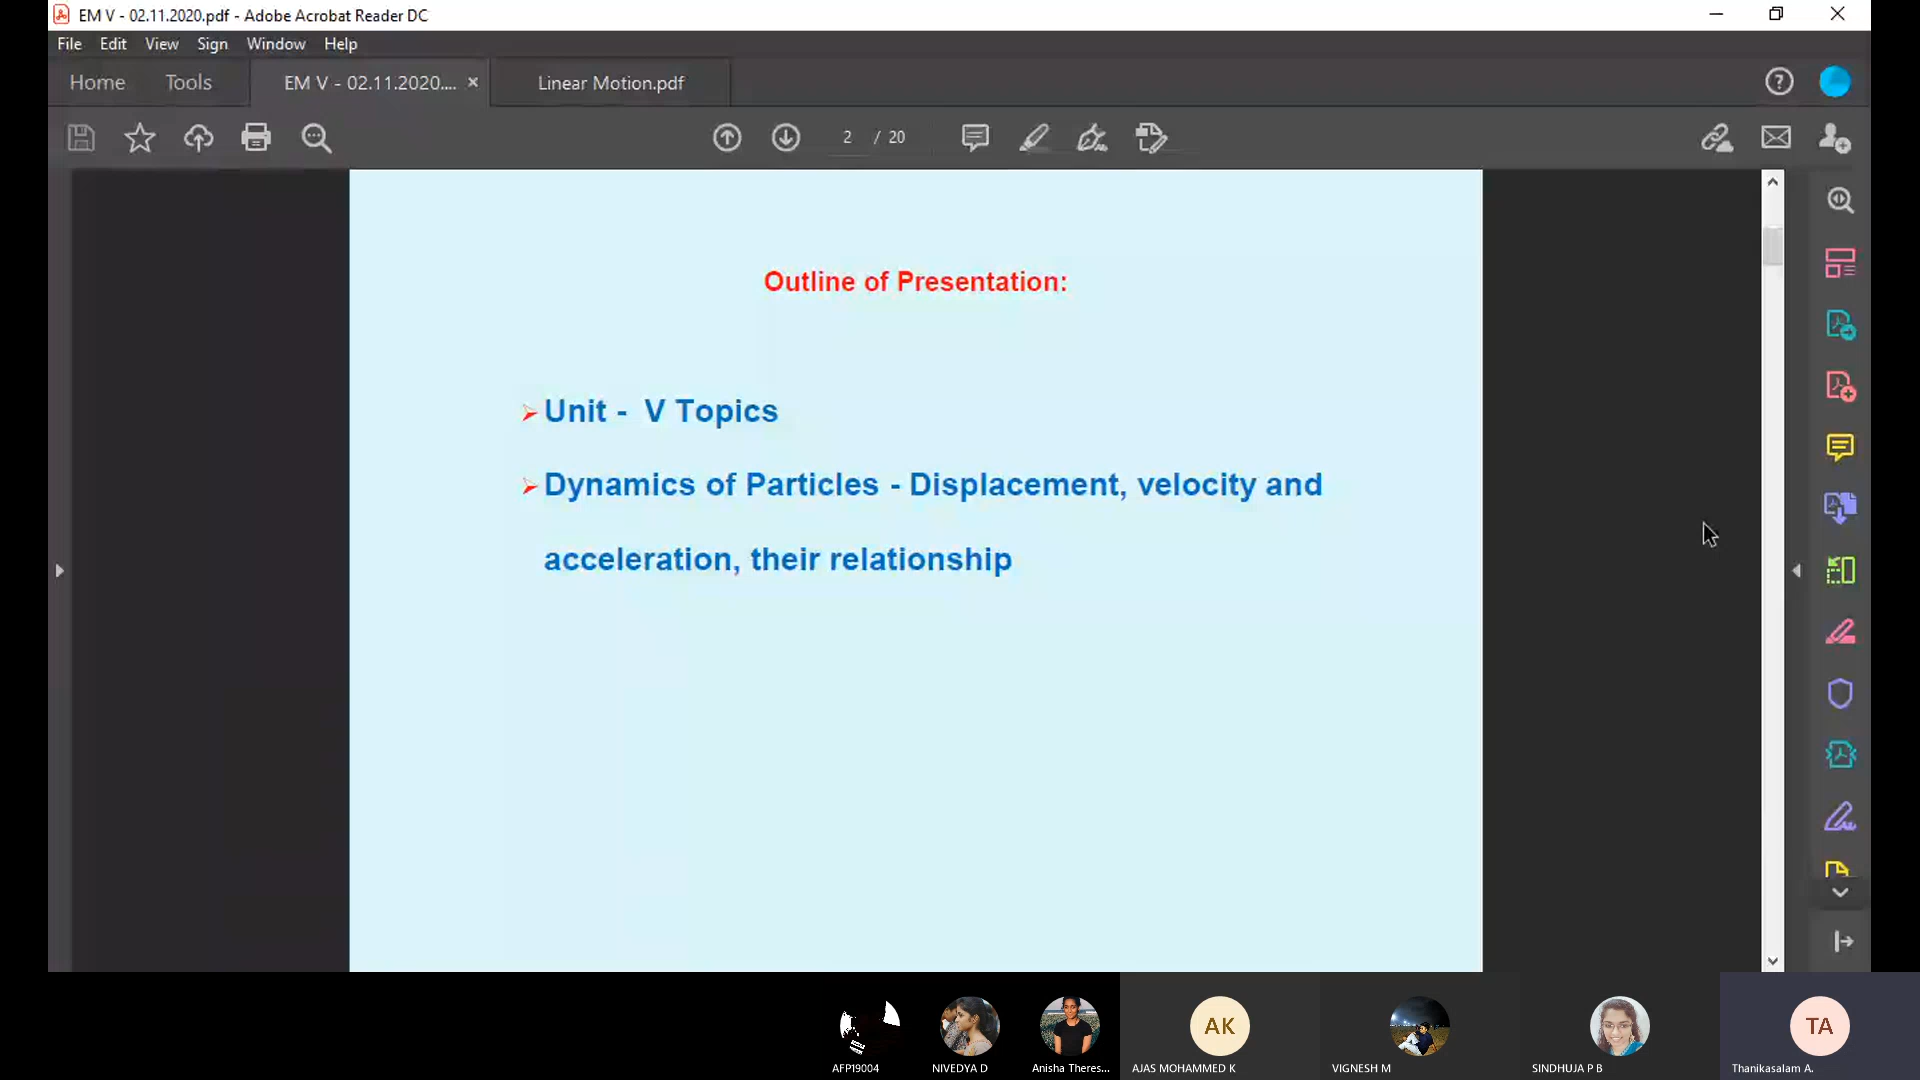 EM V - 02.11.2020.pdf - Adobe Acrobat Reader DC
File Edit View Sign Window Help
Home Tools EM V - 02.11.2020.... × Linear Motion.pdf
2 / 20
Outline of Presentation:
➢ Unit - V Topics
➢ Dynamics of Particles - Displacement, velocity and
acceleration, their relationship
AK TA
AFP19004 NIVEDYA D Anisha Theres... AJAS MOHAMMED K VIGNESH M SINDHUJA P B Thanikasalam A.